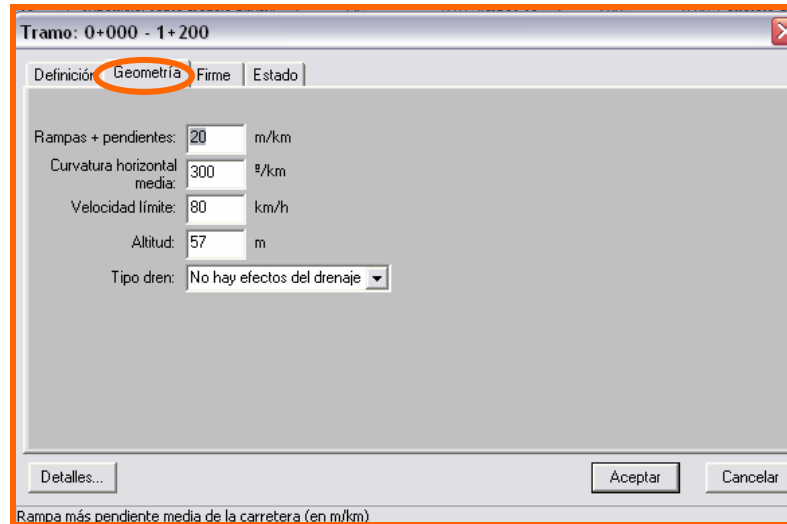 Tramo: 0+000 - 1+200
Definición Geometría Firme Estado
Rampas + pendientes: 20 m/km
Curvatura horizontal
media: 300 º/km
Velocidad límite: 80 km/h
Altitud: 57 m
Tipo dren: No hay efectos del drenaje
Detalles... Aceptar Cancelar
Rampa más pendiente media de la carretera (en m/km)